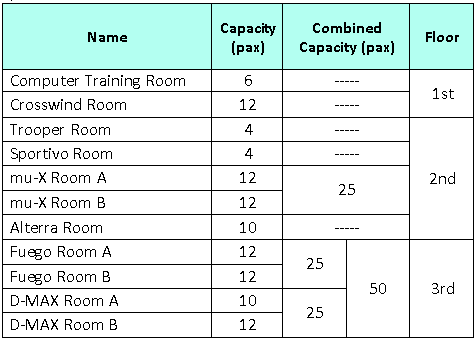 Name Capacity (pax) Combined Capacity (pax) Floor
Computer Training Room 6 ----- 1st
Crosswind Room 12 -----
Trooper Room 4 ----- 2nd
Sportivo Room 4 -----
mu-X Room A 12 25
mu-X Room B 12
Alterra Room 10 -----
Fuego Room A 12 25 50 3rd
Fuego Room B 12
D-MAX Room A 10 25
D-MAX Room B 12